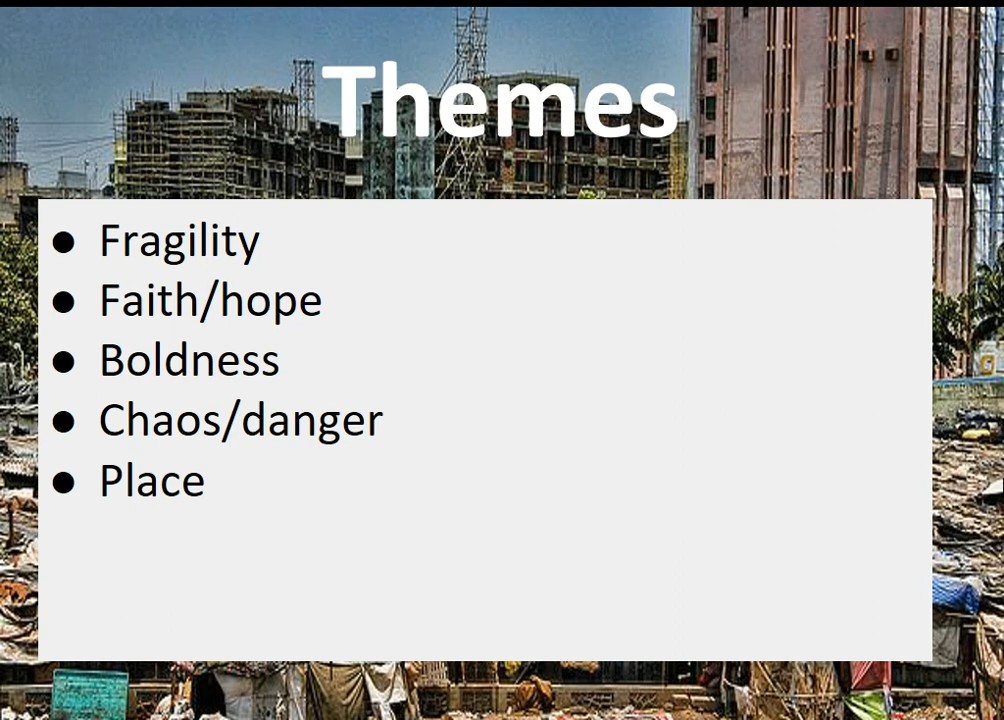 Themes
● Fragility
● Faith/hope
● Boldness
● Chaos/danger
● Place